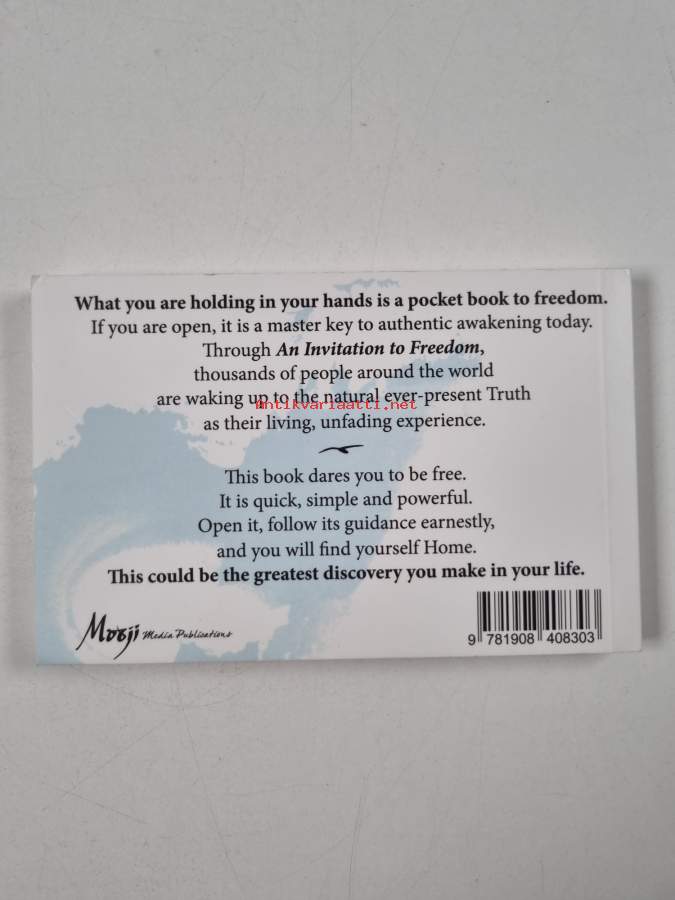 What you are holding in your hands is a pocket book to freedom.
If you are open, it is a master key to authentic awakening today.
Through An Invitation to Freedom,
thousands of people around the world
are waking up to the natural ever-present Truth
antikvariaatti.net
as their living, unfading experience.
This book dares you to be free.
It is quick, simple and powerful.
Open it, follow its guidance earnestly,
and you will find yourself Home.
This could be the greatest discovery you make in your life.
Mooji Media Publications
9 781908 408303